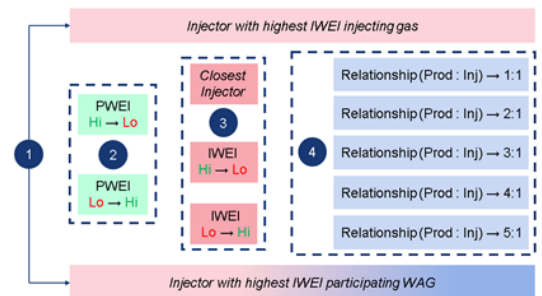 Injector with highest IWEI injecting gas
1
PWEI
Hi → Lo
2
PWEI
Lo → Hi
Closest
Injector
3
IWEI
Hi → Lo
IWEI
Lo → Hi
4
Relationship (Prod : Inj) → 1:1
Relationship (Prod : Inj) → 2:1
Relationship (Prod : Inj) → 3:1
Relationship (Prod : Inj) → 4:1
Relationship (Prod : Inj) → 5:1
Injector with highest IWEI participating WAG